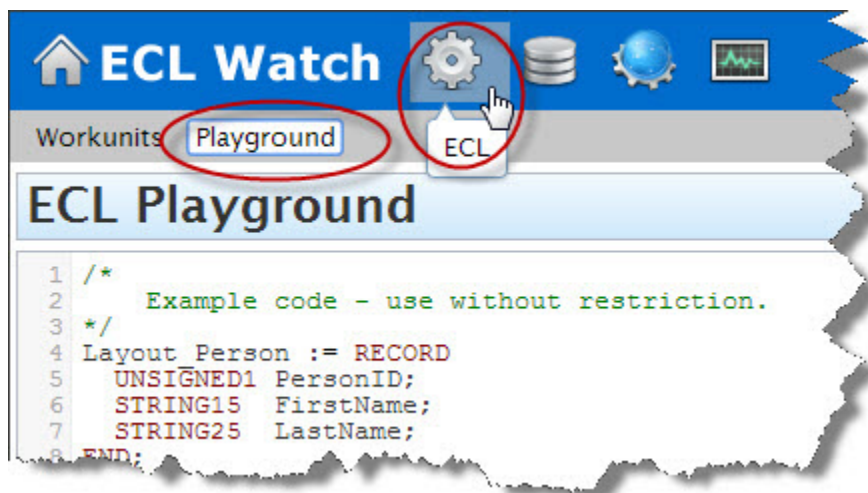 ECL Watch
Workunits Playground ECL
ECL Playground
1 /*
2 Example code - use without restriction.
3 */
4 Layout_Person := RECORD
5 UNSIGNED1 PersonID;
6 STRING15 FirstName;
7 STRING25 LastName;
8 END;